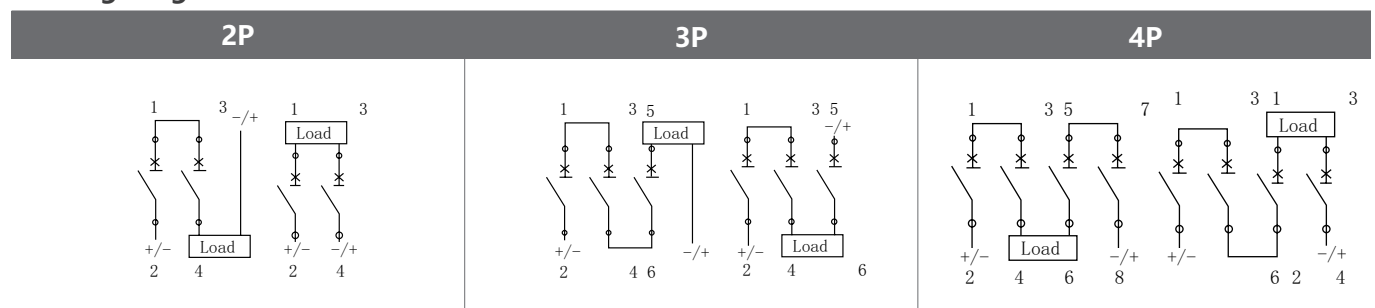 2P 3P 4P
1 3 -/+ 1 3
Load
Load
+/- +/- -/+
2 4 2 4
1 3 5 1 3 5
Load -/+
Load
+/- -/+ +/-
2 4 6 2 4 6
1 3 5 7 1 3 1 3
Load
Load
+/- -/+ +/- -/+
2 4 6 8 6 2 4